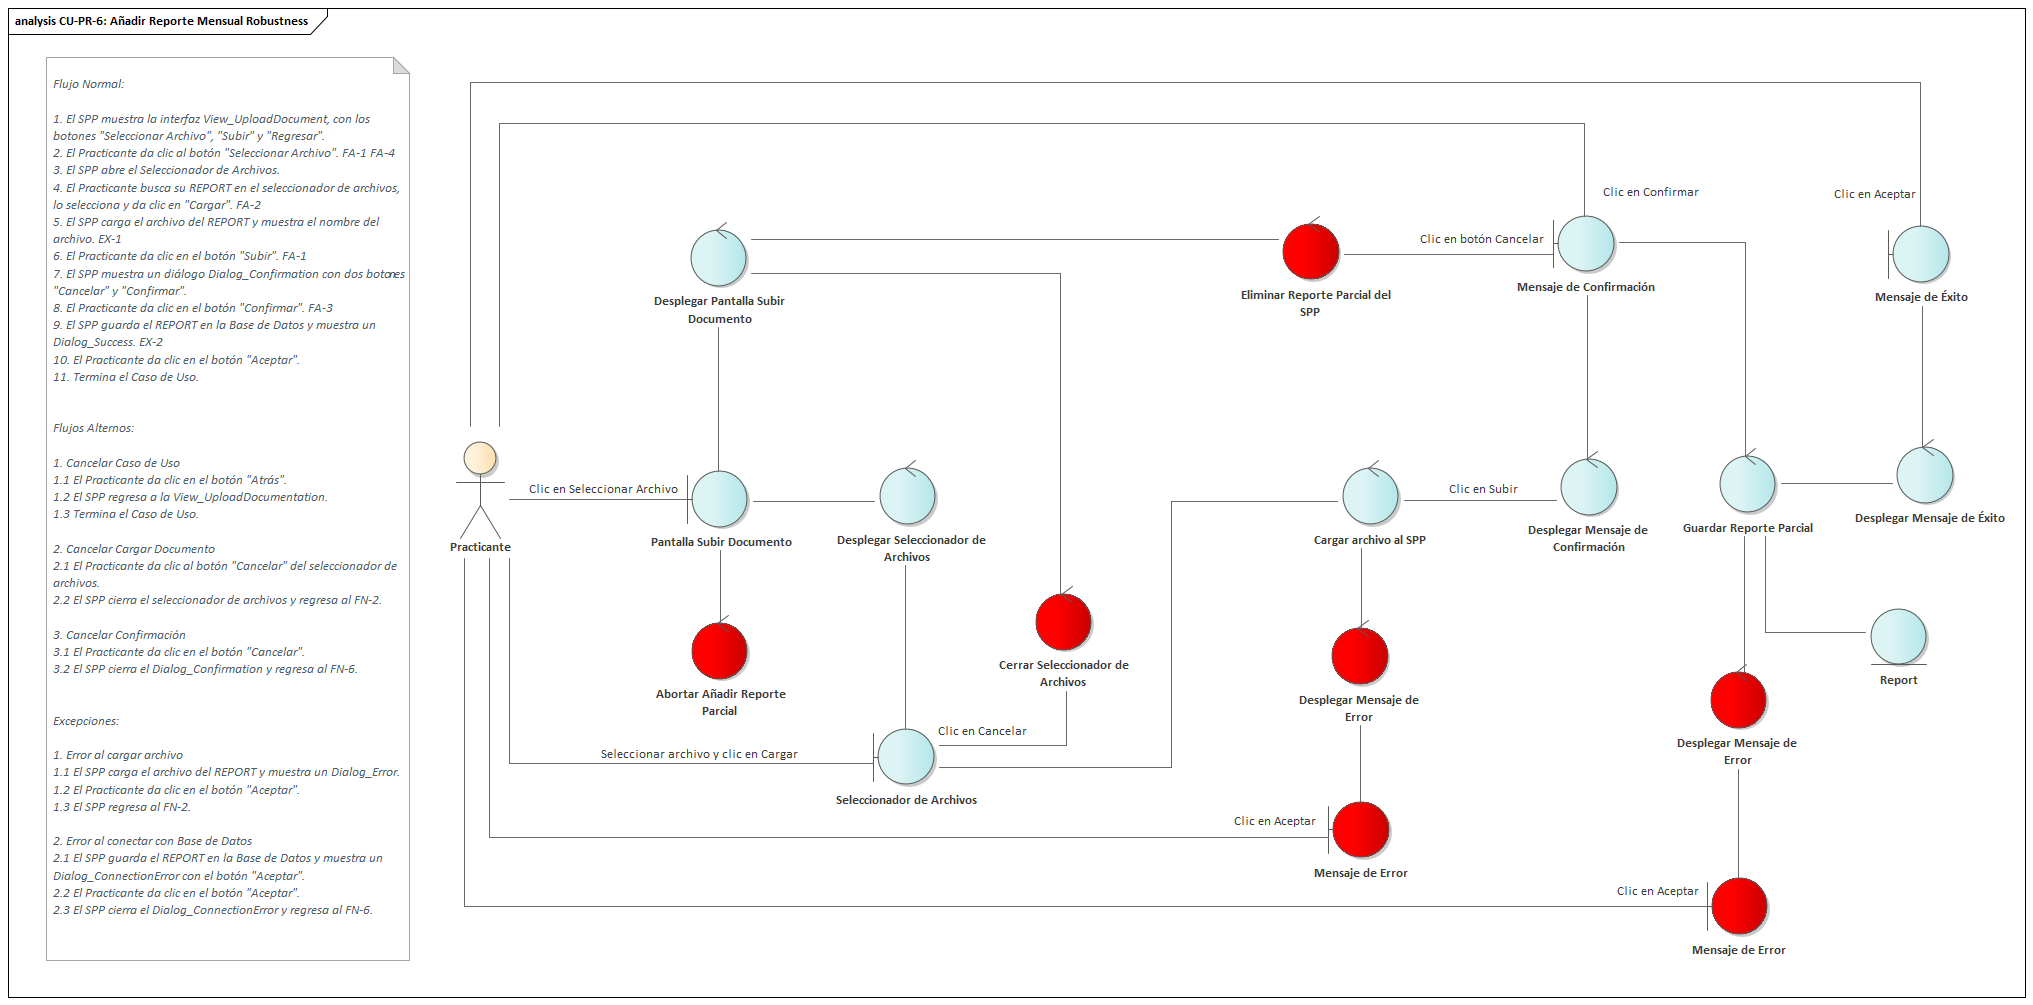 analysis CU-PR-6: Añadir Reporte Mensual Robustness
Flujo Normal:
1. El SPP muestra la interfaz View_UploadDocument, con los
botones "Seleccionar Archivo", "Subir" y "Regresar".
2. El Practicante da clic al botón "Seleccionar Archivo". FA-1 FA-4
3. El SPP abre el Seleccionador de Archivos.
4. El Practicante busca su REPORT en el seleccionador de archivos,
lo selecciona y da clic en "Cargar". FA-2
5. El SPP carga el archivo del REPORT y muestra el nombre del
archivo. EX-1
6. El Practicante da clic en el botón "Subir". FA-1
7. El SPP muestra un diálogo Dialog_Confirmation con dos botones
"Cancelar" y "Confirmar".
8. El Practicante da clic en el botón "Confirmar". FA-3
9. El SPP guarda el REPORT en la Base de Datos y muestra un
Dialog_Success. EX-2
10. El Practicante da clic en el botón "Aceptar".
11. Termina el Caso de Uso.
Flujos Alternos:
1. Cancelar Caso de Uso
1.1 El Practicante da clic en el botón "Atrás".
1.2 El SPP regresa a la View_UploadDocumentation.
1.3 Termina el Caso de Uso.
2. Cancelar Cargar Documento
2.1 El Practicante da clic al botón "Cancelar" del seleccionador de
archivos.
2.2 El SPP cierra el seleccionador de archivos y regresa al FN-2.
3. Cancelar Confirmación
3.1 El Practicante da clic en el botón "Cancelar".
3.2 El SPP cierra el Dialog_Confirmation y regresa al FN-6.
Excepciones:
1. Error al cargar archivo
1.1 El SPP carga el archivo del REPORT y muestra un Dialog_Error.
1.2 El Practicante da clic en el botón "Aceptar".
1.3 El SPP regresa al FN-2.
2. Error al conectar con Base de Datos
2.1 El SPP guarda el REPORT en la Base de Datos y muestra un
Dialog_ConnectionError con el botón "Aceptar".
2.2 El Practicante da clic en el botón "Aceptar".
2.3 El SPP cierra el Dialog_ConnectionError y regresa al FN-6.
Clic en Confirmar
Clic en Aceptar
Clic en botón Cancelar
Desplegar Pantalla Subir
Documento
Eliminar Reporte Parcial del
SPP
Mensaje de Confirmación
Mensaje de Éxito
Practicante
Clic en Seleccionar Archivo
Pantalla Subir Documento
Desplegar Seleccionador de
Archivos
Cargar archivo al SPP
Clic en Subir
Desplegar Mensaje de
Confirmación
Guardar Reporte Parcial
Desplegar Mensaje de Éxito
Abortar Añadir Reporte
Parcial
Cerrar Seleccionador de
Archivos
Desplegar Mensaje de
Error
Report
Desplegar Mensaje de
Error
Clic en Cancelar
Seleccionar archivo y clic en Cargar
Seleccionador de Archivos
Clic en Aceptar
Mensaje de Error
Clic en Aceptar
Mensaje de Error